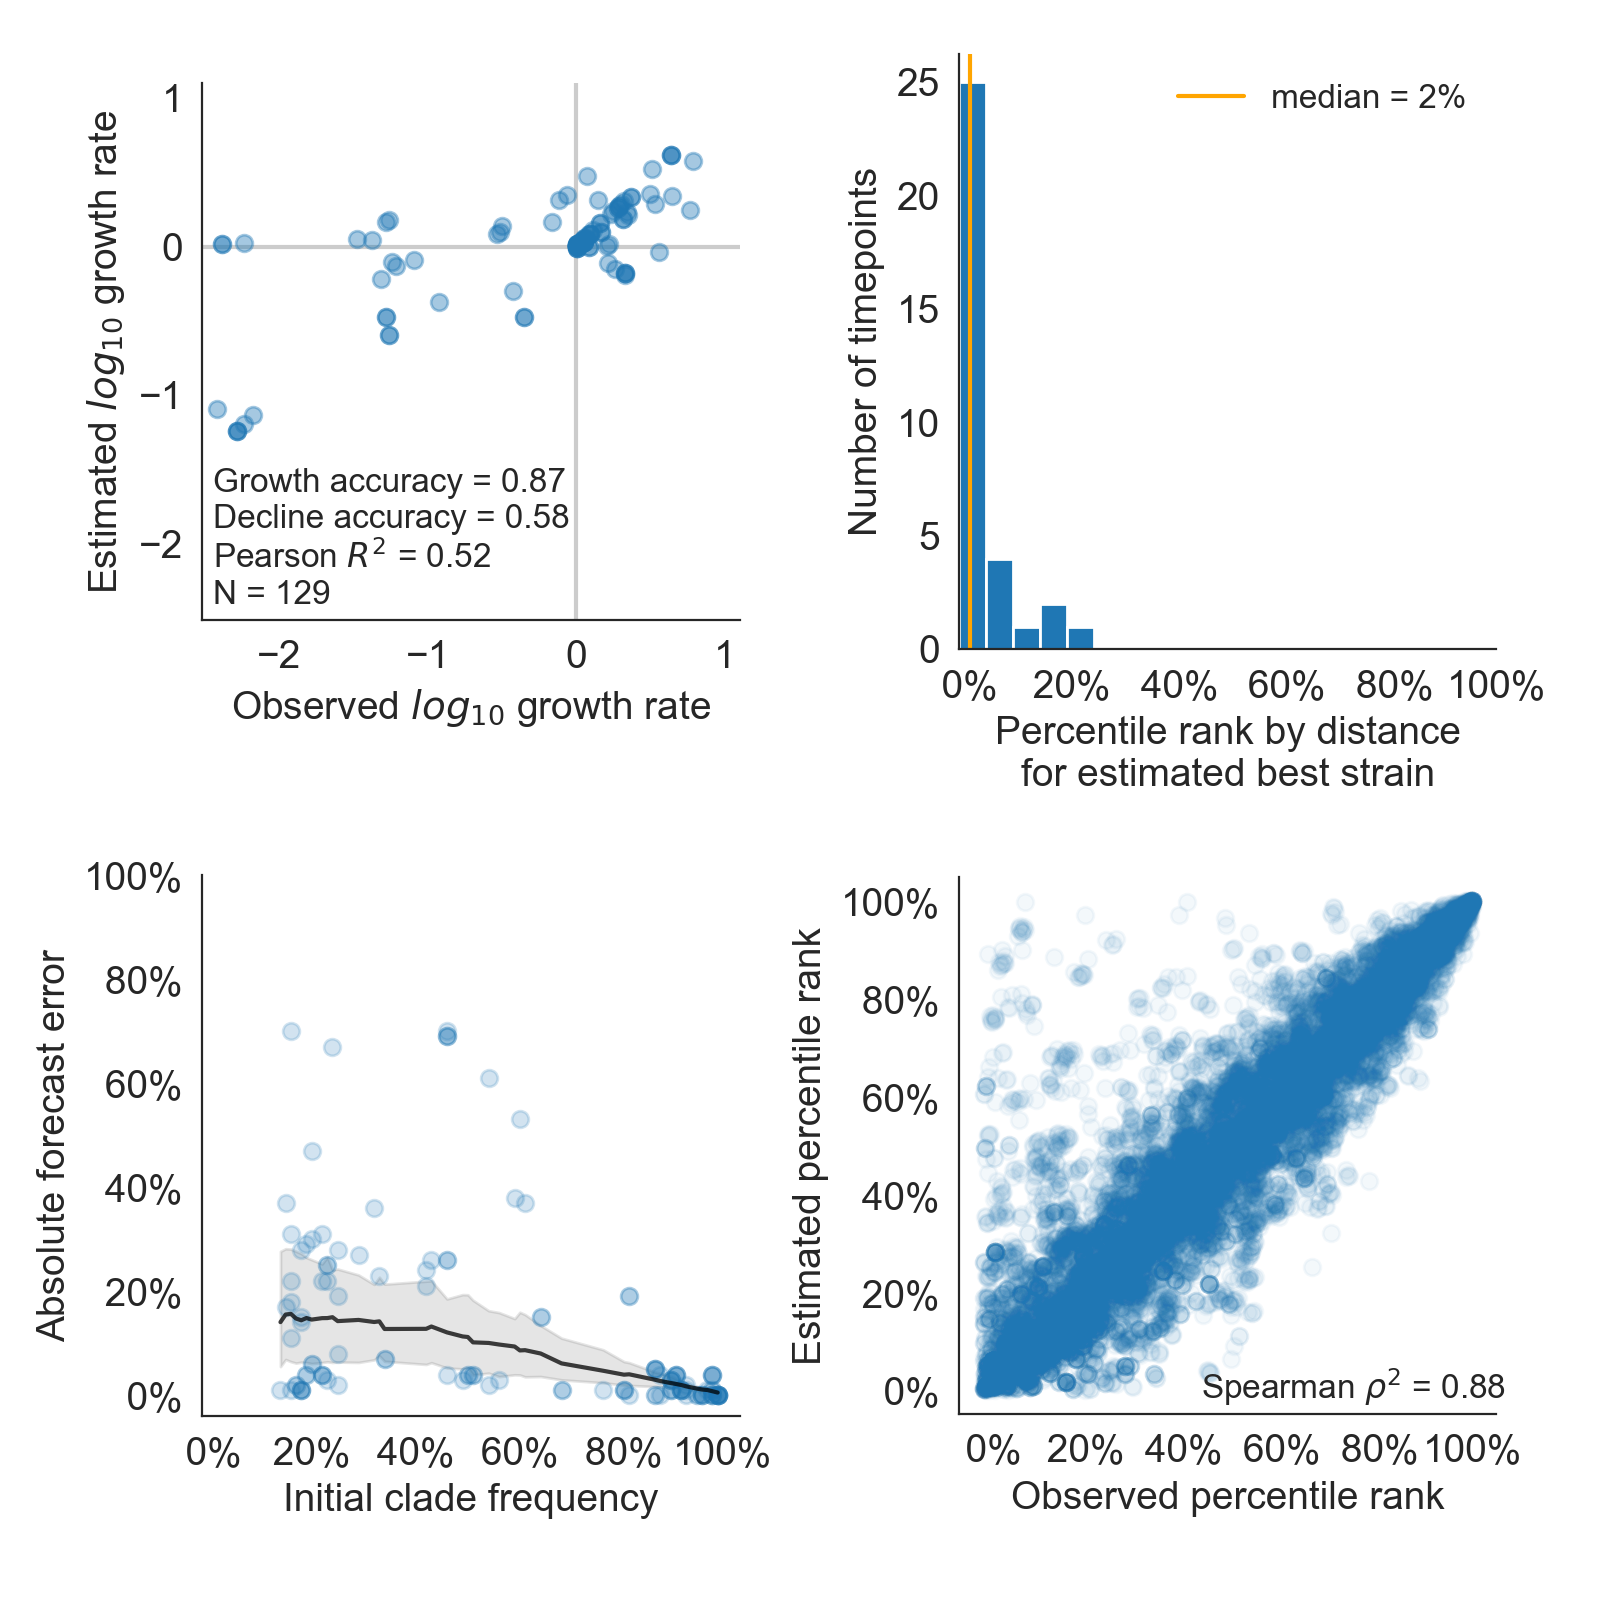 1
0
−1
−2
Estimated log10 growth rate
Growth accuracy = 0.87
Decline accuracy = 0.58
Pearson R² = 0.52
N = 129
−2 −1 0 1
Observed log10 growth rate
25
20
15
10
5
0
Number of timepoints
median = 2%
0% 20% 40% 60% 80% 100%
Percentile rank by distance
for estimated best strain
100%
80%
60%
40%
20%
0%
Absolute forecast error
0% 20% 40% 60% 80% 100%
Initial clade frequency
100%
80%
60%
40%
20%
0%
Estimated percentile rank
Spearman ρ² = 0.88
0% 20% 40% 60% 80% 100%
Observed percentile rank